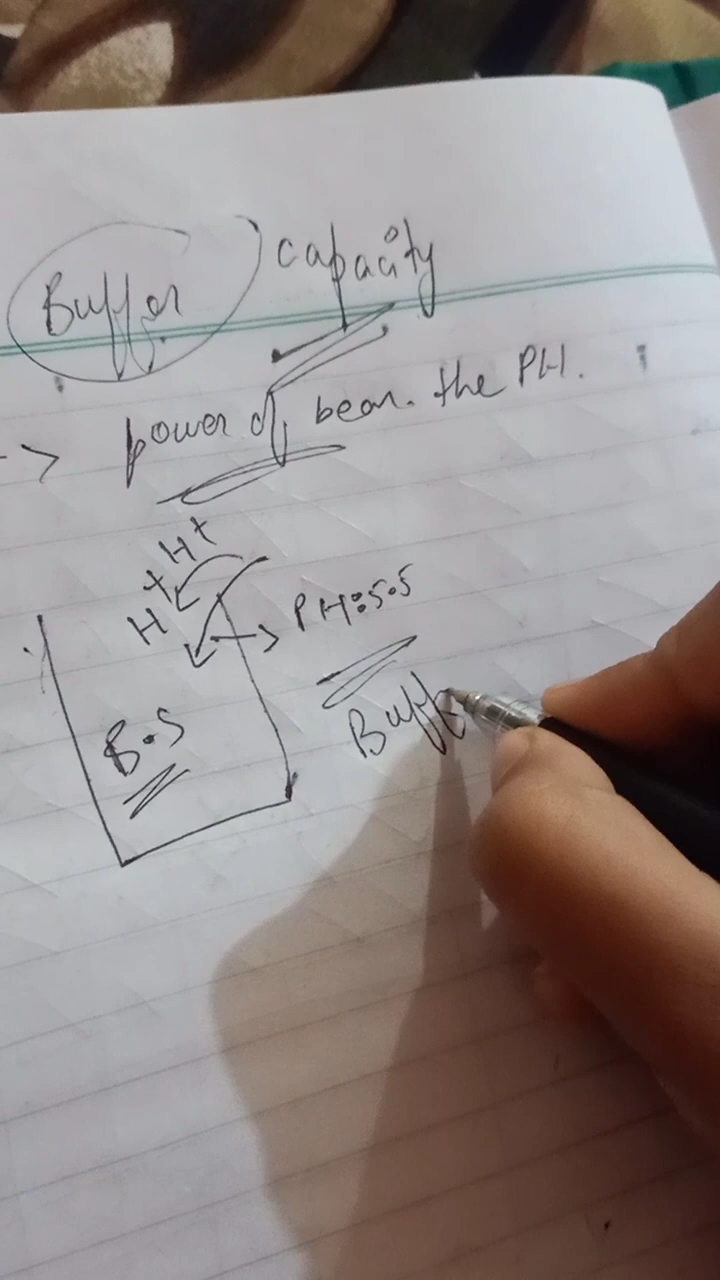 Buffer capacity
-> power of bear the PH.
H+ H+
PH:5.5
B.S
Buff